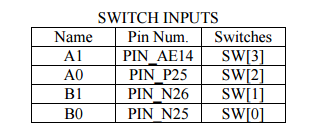 SWITCH INPUTS
Name Pin Num. Switches
A1 PIN_AE14 SW[3]
A0 PIN_P25 SW[2]
B1 PIN_N26 SW[1]
B0 PIN_N25 SW[0]